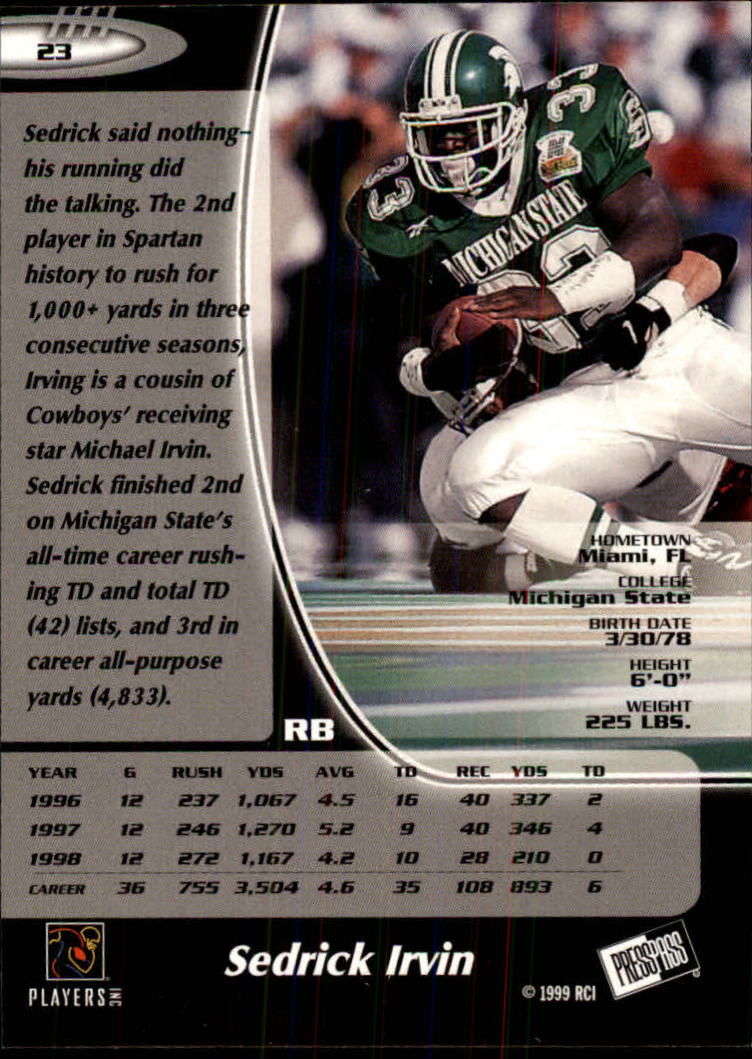 23
Sedrick said nothing–
his running did
the talking. The 2nd
player in Spartan
history to rush for
1,000+ yards in three
consecutive seasons,
Irving is a cousin of
Cowboys' receiving
star Michael Irvin.
Sedrick finished 2nd
on Michigan State's
all-time career rush-
ing TD and total TD
(42) lists, and 3rd in
career all-purpose
yards (4,833).
33
33
MICHIGAN STATE
33
HOMETOWN
Miami, FL
COLLEGE
Michigan State
BIRTH DATE
3/30/78
HEIGHT
6'-0"
WEIGHT
225 LBS.
RB
YEAR G RUSH YDS AVG TD REC YDS TD
1996 12 237 1,067 4.5 16 40 337 2
1997 12 246 1,270 5.2 9 40 346 4
1998 12 272 1,167 4.2 10 28 210 0
CAREER 36 755 3,504 4.6 35 108 893 6
PLAYERS INC
Sedrick Irvin
© 1999 RCI
PRESS PASS